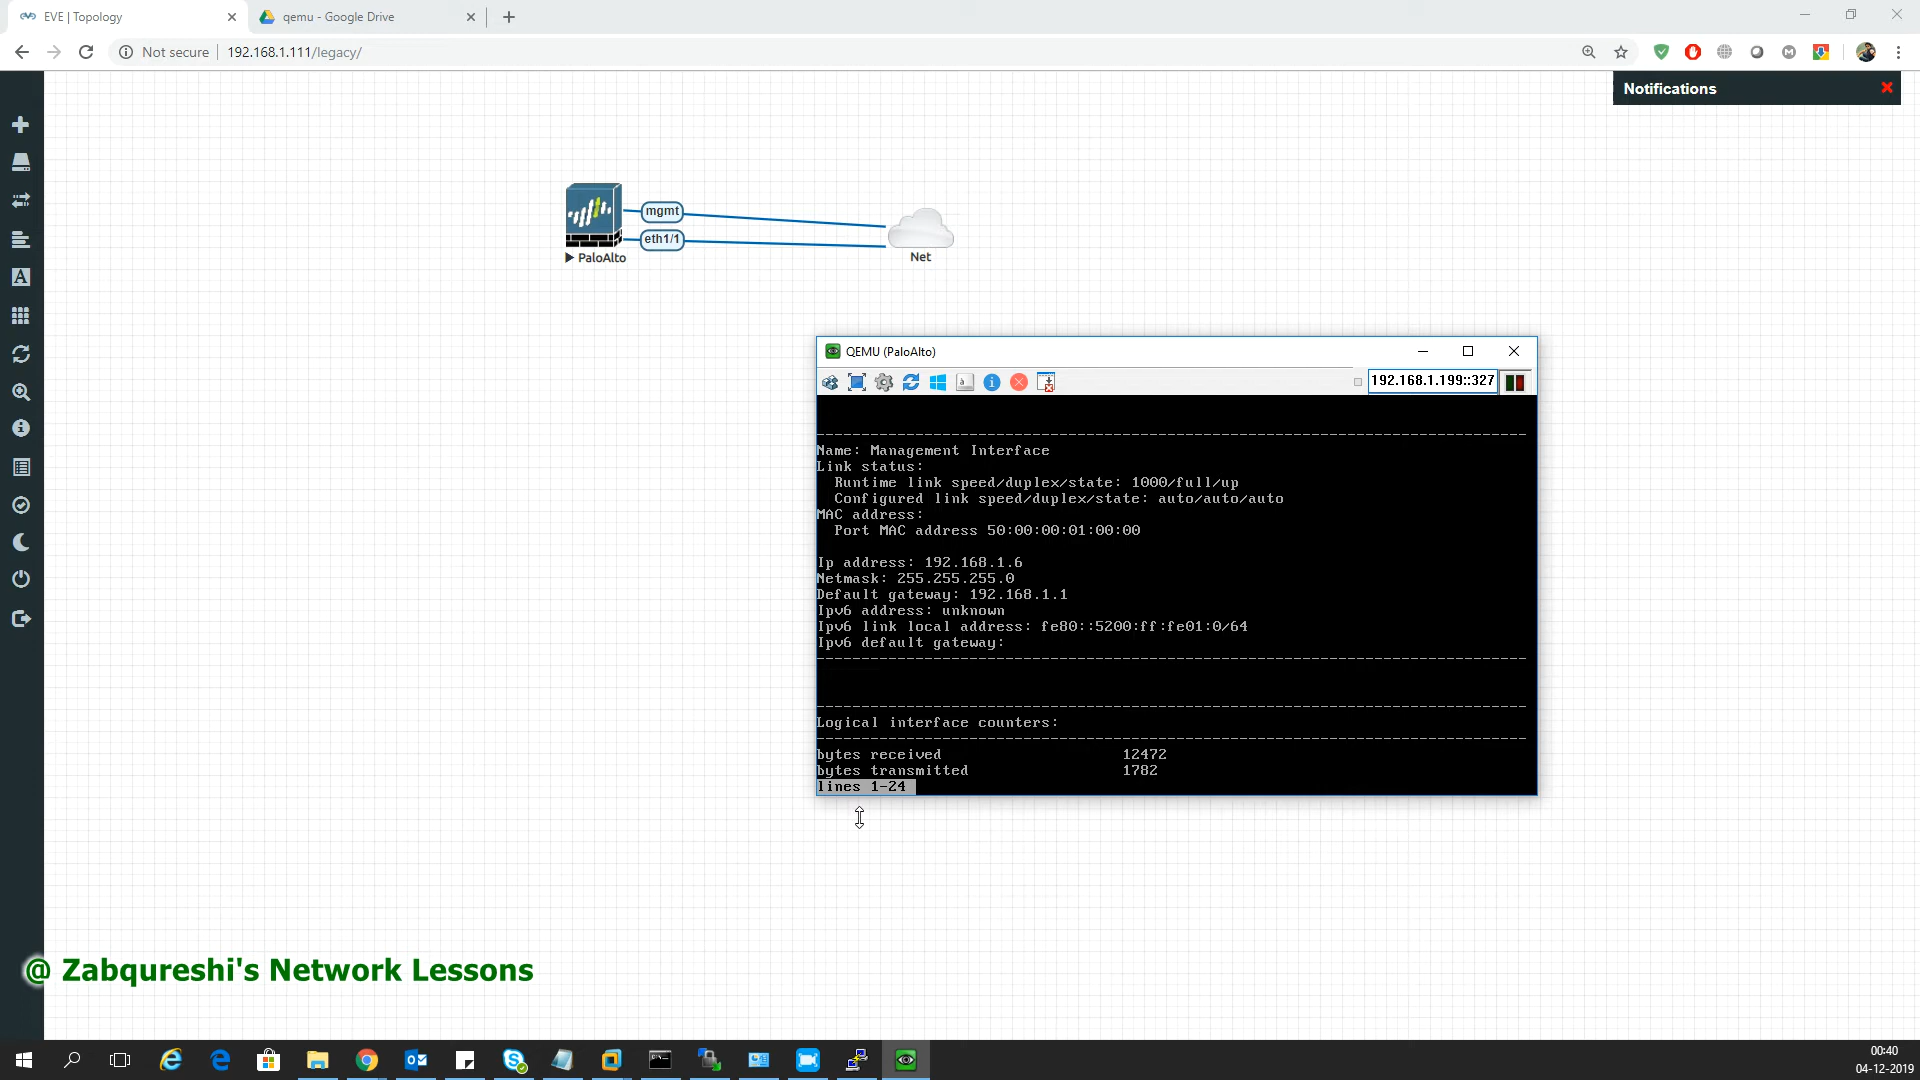 EVE | Topology
qemu - Google Drive
Not secure
192.168.1.111/legacy/
Notifications
mgmt
eth1/1
PaloAlto
Net
QEMU (PaloAlto)
192.168.1.199::327
Name: Management Interface
Link status:
Runtime link speed/duplex/state: 1000/full/up
Configured link speed/duplex/state: auto/auto/auto
MAC address:
Port MAC address 50:00:00:01:00:00
Ip address: 192.168.1.6
Netmask: 255.255.255.0
Default gateway: 192.168.1.1
Ipv6 address: unknown
Ipv6 link local address: fe80::5200:ff:fe01:0/64
Ipv6 default gateway:
Logical interface counters:
bytes received 12472
bytes transmitted 1782
lines 1-24
@ Zabqureshi's Network Lessons
00:40
04-12-2019